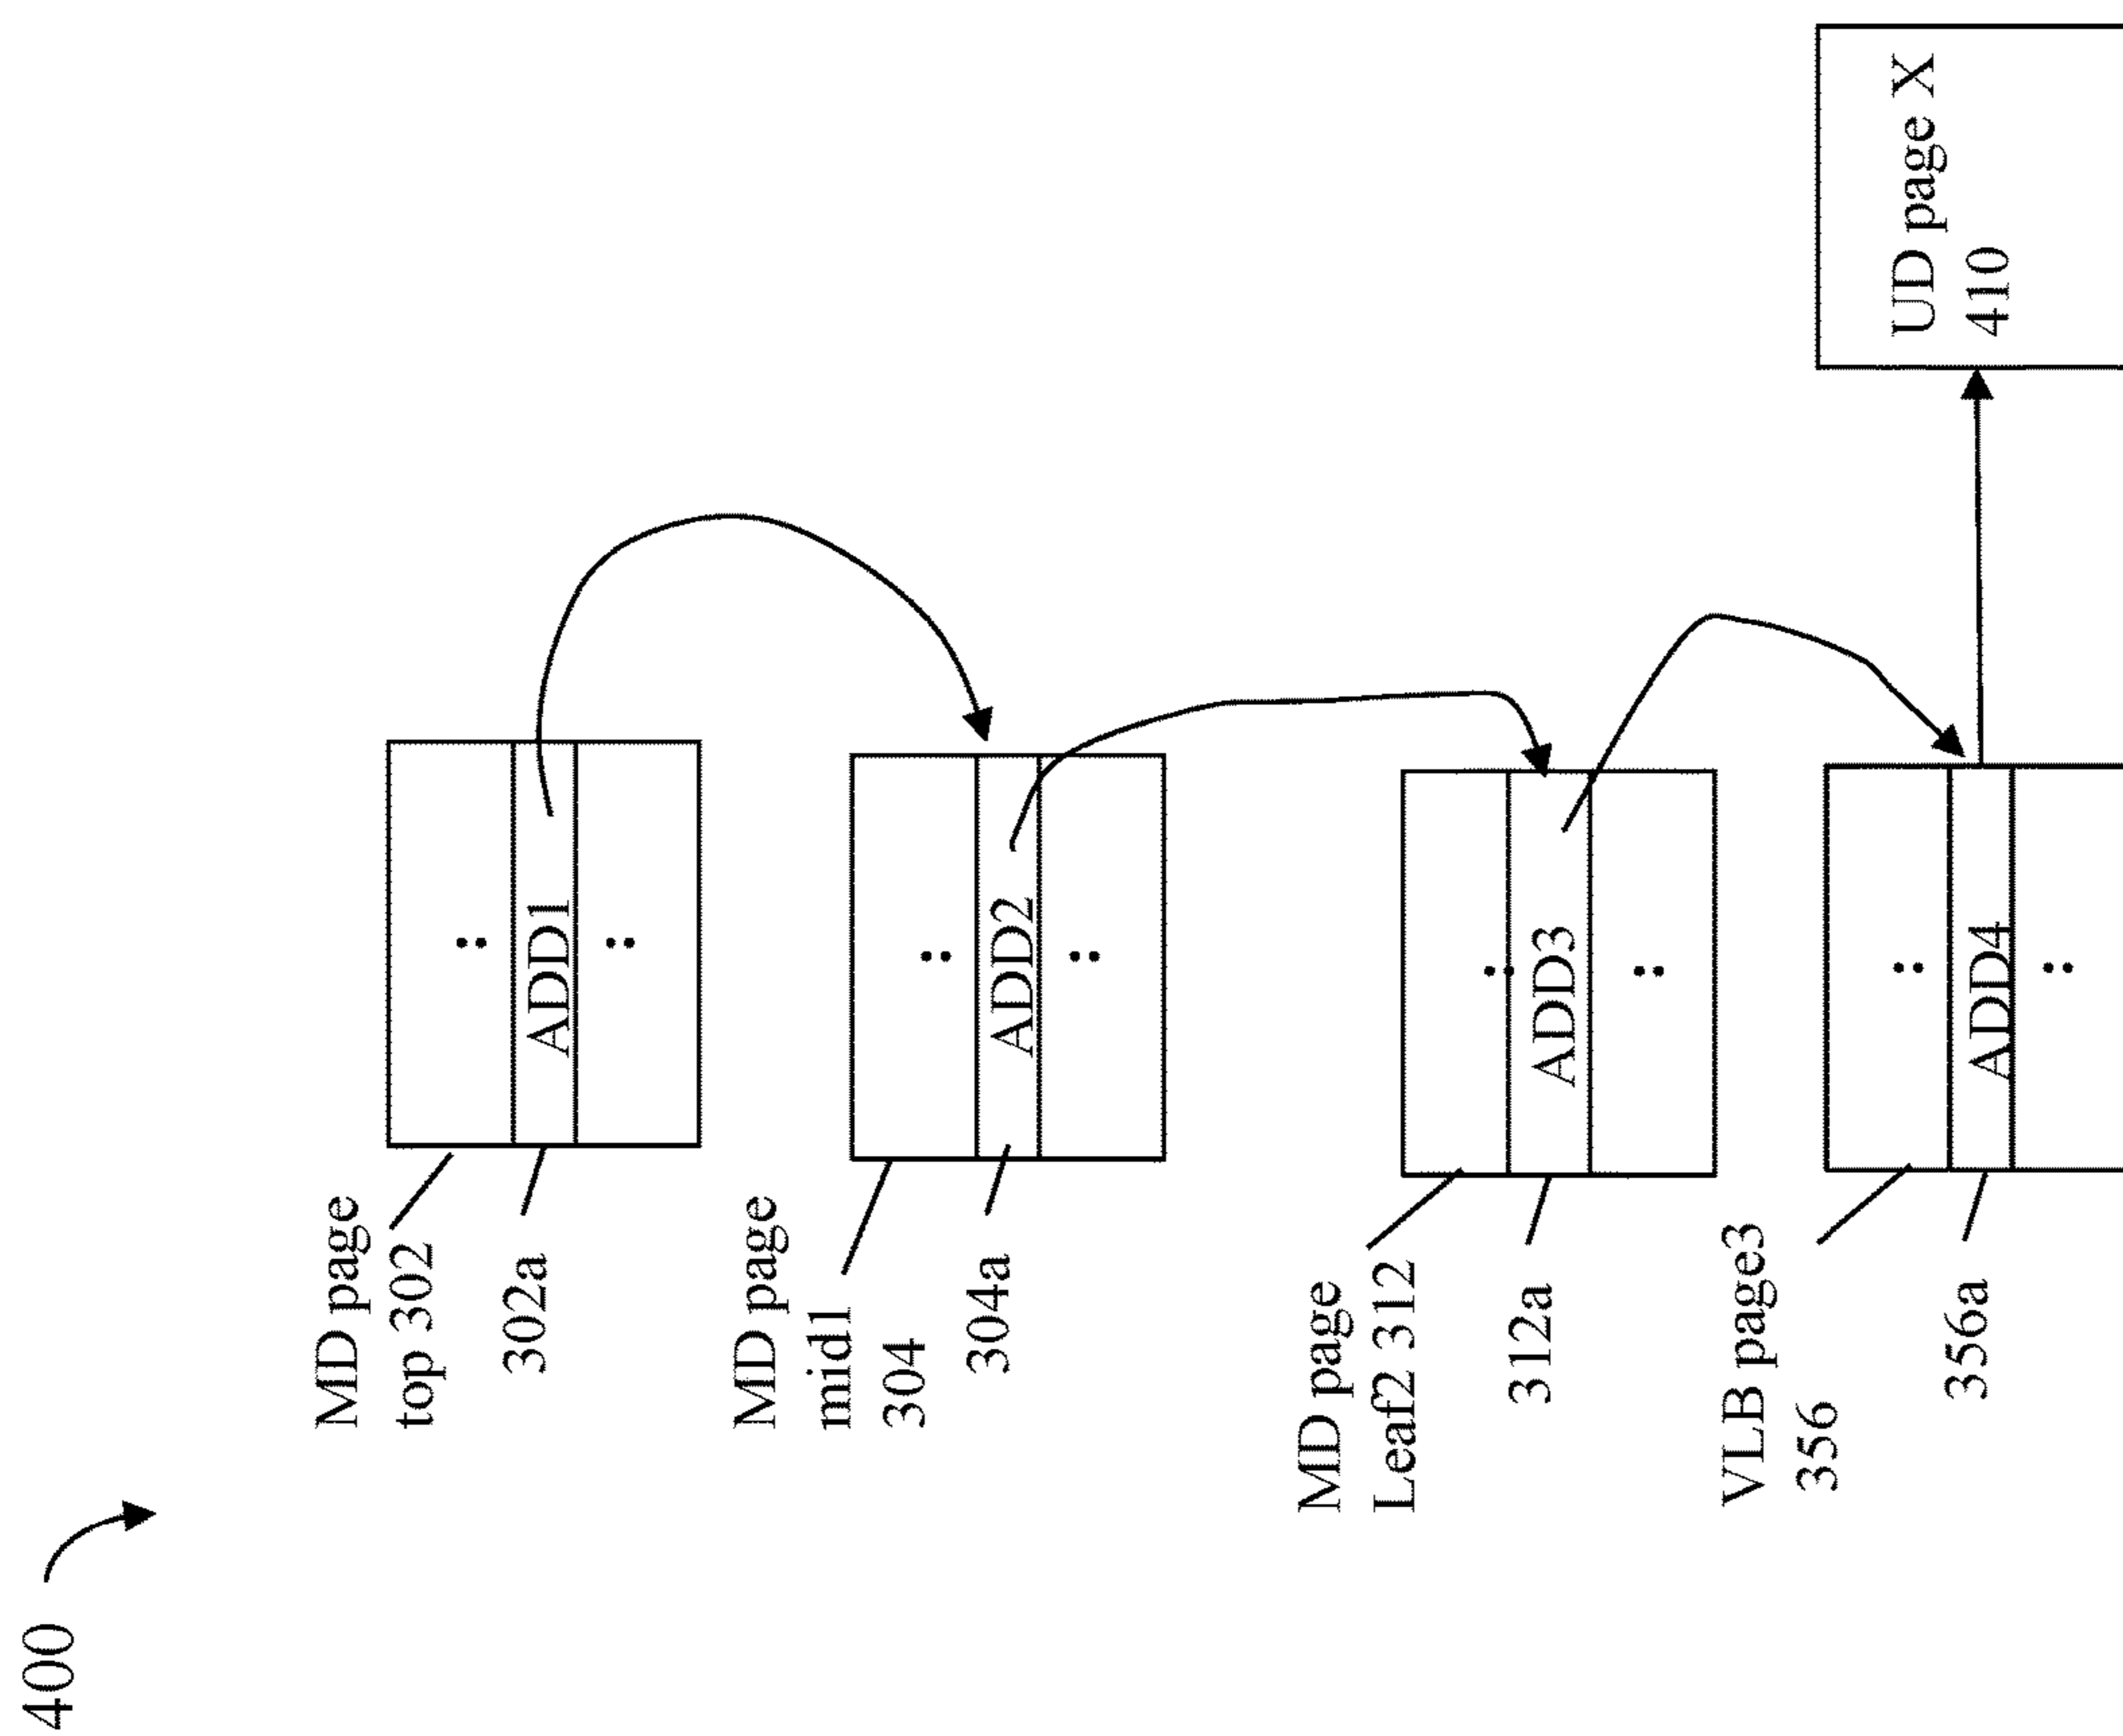 400
MD page
top 302
302a
:
ADD1
:
MD page
mid1
304
304a
:
ADD2
:
MD page
Leaf2 312
312a
:
ADD3
:
VLB page3
356
356a
:
ADD4
:
UD page X
410